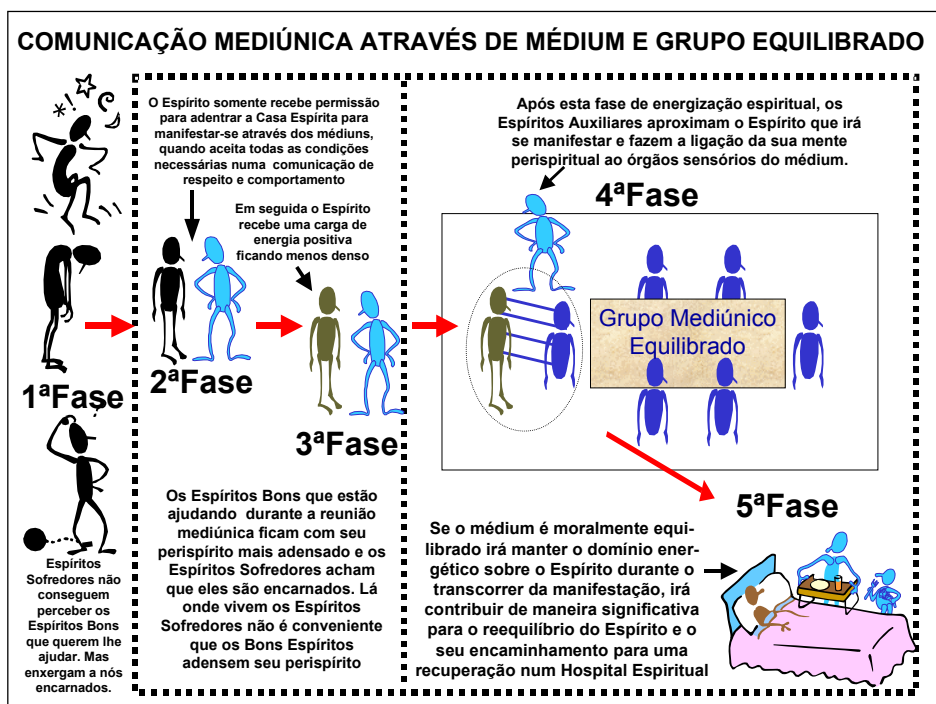 COMUNICAÇÃO MEDIÚNICA ATRAVÉS DE MÉDIUM E GRUPO EQUILIBRADO
O Espírito somente recebe permissão
para adentrar a Casa Espírita para
manifestar-se através dos médiuns,
quando aceita todas as condições
necessárias numa comunicação de
respeito e comportamento
Em seguida o Espírito
recebe uma carga de
energia positiva
ficando menos denso
Após esta fase de energização espiritual, os
Espíritos Auxiliares aproximam o Espírito que irá
se manifestar e fazem a ligação da sua mente
perispiritual ao órgãos sensórios do médium.
4ªFase
Grupo Mediúnico
Equilibrado
1ªFase
2ªFase
3ªFase
5ªFase
Espíritos
Sofredores não
conseguem
perceber os
Espíritos Bons
que querem lhe
ajudar. Mas
enxergam a nós
encarnados.
Os Espíritos Bons que estão
ajudando durante a reunião
mediúnica ficam com seu
perispírito mais adensado e os
Espíritos Sofredores acham
que eles são encarnados. Lá
onde vivem os Espíritos
Sofredores não é conveniente
que os Bons Espíritos
adensem seu perispírito
Se o médium é moralmente equi-
librado irá manter o domínio ener-
gético sobre o Espírito durante o
transcorrer da manifestação, irá
contribuir de maneira significativa
para o reequilíbrio do Espírito e o
seu encaminhamento para uma
recuperação num Hospital Espiritual